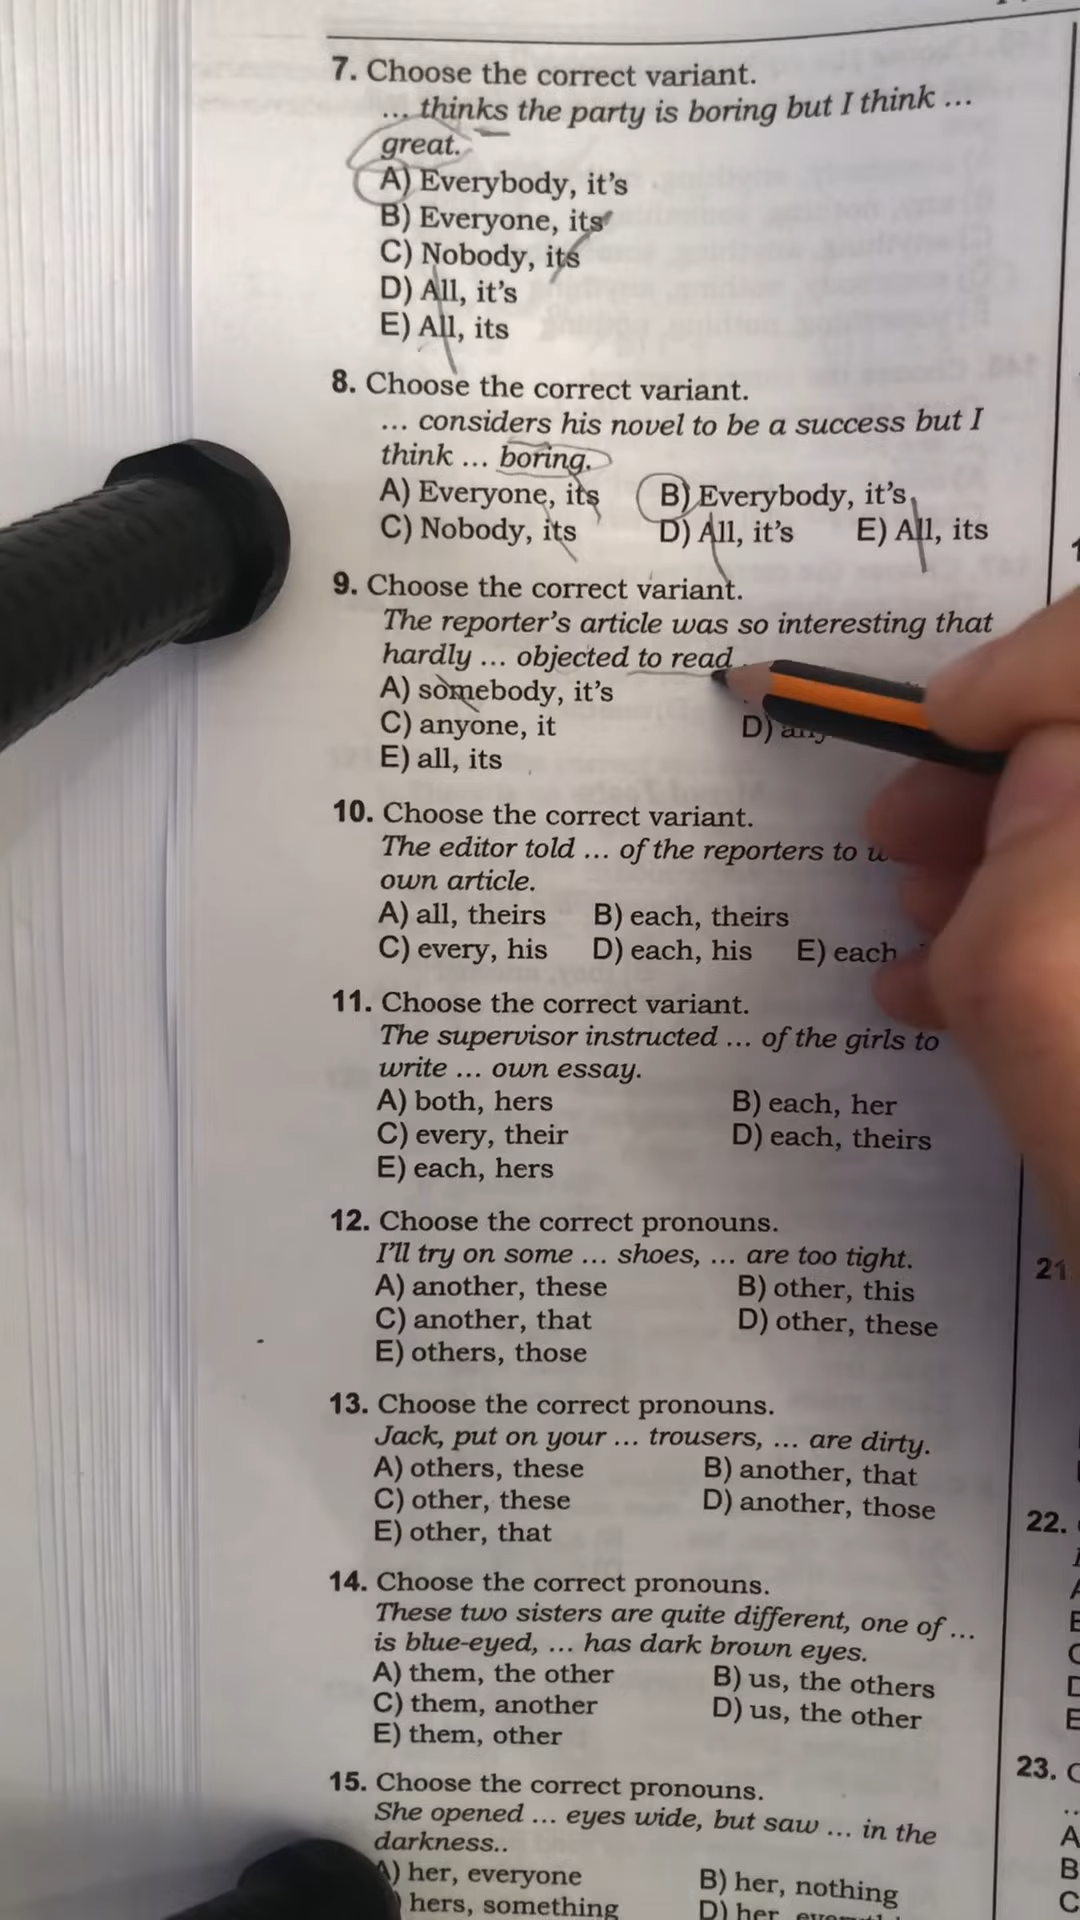 7. Choose the correct variant.
... thinks the party is boring but I think ...
great.
A) Everybody, it's
B) Everyone, its
C) Nobody, its
D) All, it's
E) All, its
8. Choose the correct variant.
... considers his novel to be a success but I
think ... boring.
A) Everyone, its B) Everybody, it's
C) Nobody, its D) All, it's E) All, its
9. Choose the correct variant.
The reporter's article was so interesting that
hardly ... objected to read
A) somebody, it's
C) anyone, it D)
E) all, its
10. Choose the correct variant.
The editor told ... of the reporters to
own article.
A) all, theirs B) each, theirs
C) every, his D) each, his E) each
11. Choose the correct variant.
The supervisor instructed ... of the girls to
write ... own essay.
A) both, hers B) each, her
C) every, their D) each, theirs
E) each, hers
12. Choose the correct pronouns.
I'll try on some ... shoes, ... are too tight.
A) another, these B) other, this
C) another, that D) other, these
E) others, those
13. Choose the correct pronouns.
Jack, put on your ... trousers, ... are dirty.
A) others, these B) another, that
C) other, these D) another, those
E) other, that
14. Choose the correct pronouns.
These two sisters are quite different, one of ...
is blue-eyed, ... has dark brown eyes.
A) them, the other B) us, the others
C) them, another D) us, the other
E) them, other
15. Choose the correct pronouns.
She opened ... eyes wide, but saw ... in the
darkness..
A) her, everyone B) her, nothing
hers, something D) her,
21
22.
A
E
C
D
E
23. C
...
A
B
C